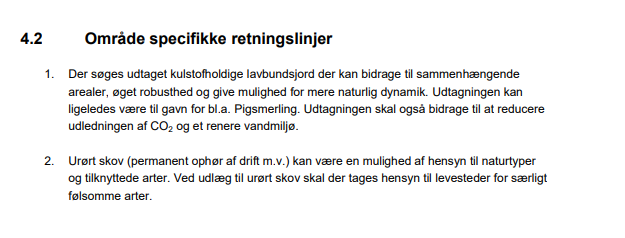 4.2 Område specifikke retningslinjer
1. Der søges udtaget kulstofholdige lavbundsjord der kan bidrage til sammenhængende
arealer, øget robusthed og give mulighed for mere naturlig dynamik. Udtagningen kan
ligeledes være til gavn for bl.a. Pigsmerling. Udtagningen skal også bidrage til at reducere
udledningen af CO₂ og et renere vandmiljø.
2. Urørt skov (permanent ophør af drift m.v.) kan være en mulighed af hensyn til naturtyper
og tilknyttede arter. Ved udlæg til urørt skov skal der tages hensyn til levesteder for særligt
følsomme arter.